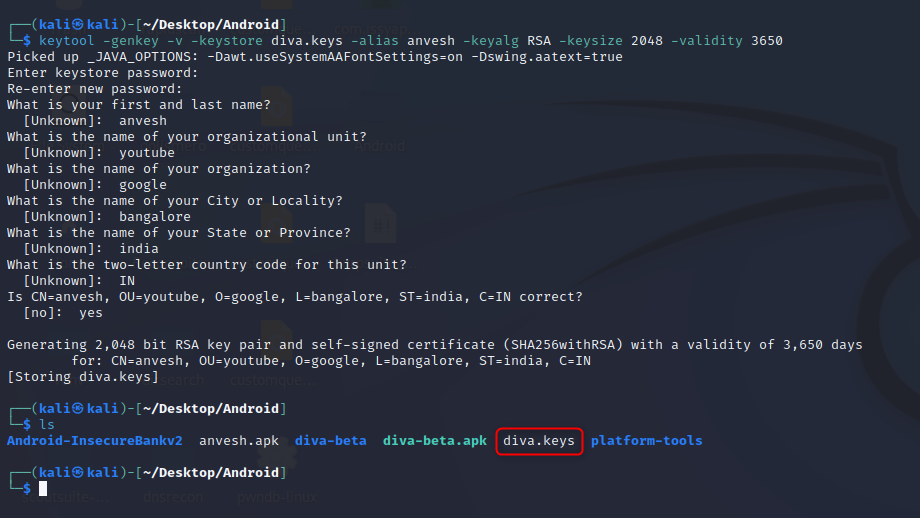 ┌──(kali㉿kali)-[~/Desktop/Android]
└─$ keytool -genkey -v -keystore diva.keys -alias anvesh -keyalg RSA -keysize 2048 -validity 3650
Picked up _JAVA_OPTIONS: -Dawt.useSystemAAFontSettings=on -Dswing.aatext=true
Enter keystore password:
Re-enter new password:
What is your first and last name?
  [Unknown]:  anvesh
What is the name of your organizational unit?
  [Unknown]:  youtube
What is the name of your organization?
  [Unknown]:  google
What is the name of your City or Locality?
  [Unknown]:  bangalore
What is the name of your State or Province?
  [Unknown]:  india
What is the two-letter country code for this unit?
  [Unknown]:  IN
Is CN=anvesh, OU=youtube, O=google, L=bangalore, ST=india, C=IN correct?
  [no]:  yes
Generating 2,048 bit RSA key pair and self-signed certificate (SHA256withRSA) with a validity of 3,650 days
        for: CN=anvesh, OU=youtube, O=google, L=bangalore, ST=india, C=IN
[Storing diva.keys]
┌──(kali㉿kali)-[~/Desktop/Android]
└─$ ls
Android-InsecureBankv2  anvesh.apk  diva-beta  diva-beta.apk  diva.keys  platform-tools
┌──(kali㉿kali)-[~/Desktop/Android]
└─$